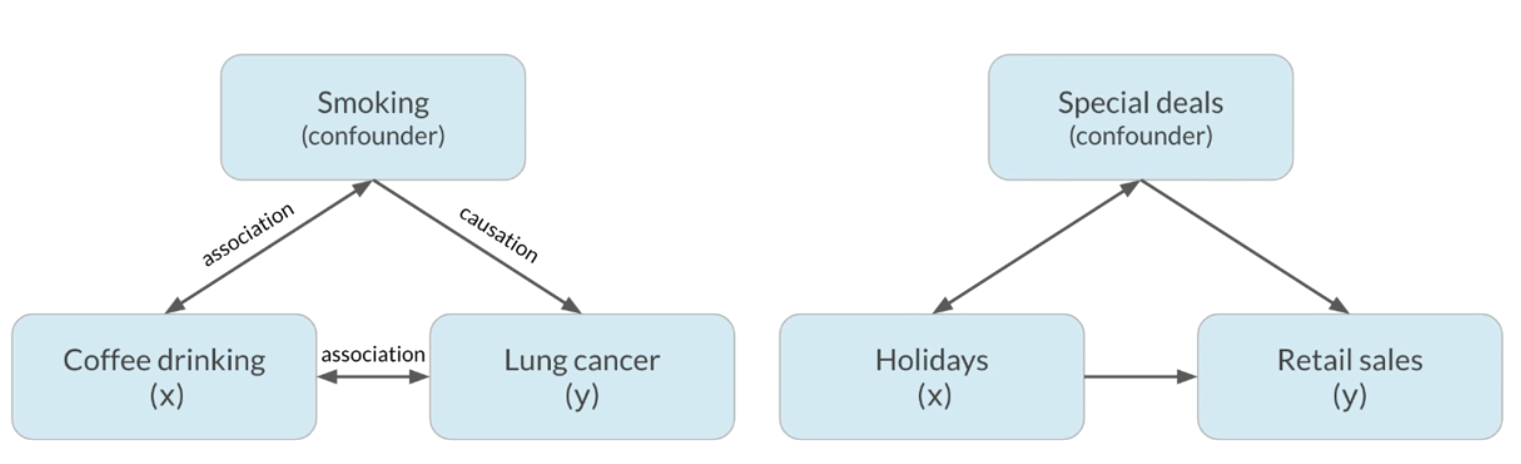 Smoking
(confounder)
association
causation
Coffee drinking
(x)
association
Lung cancer
(y)
Special deals
(confounder)
Holidays
(x)
Retail sales
(y)